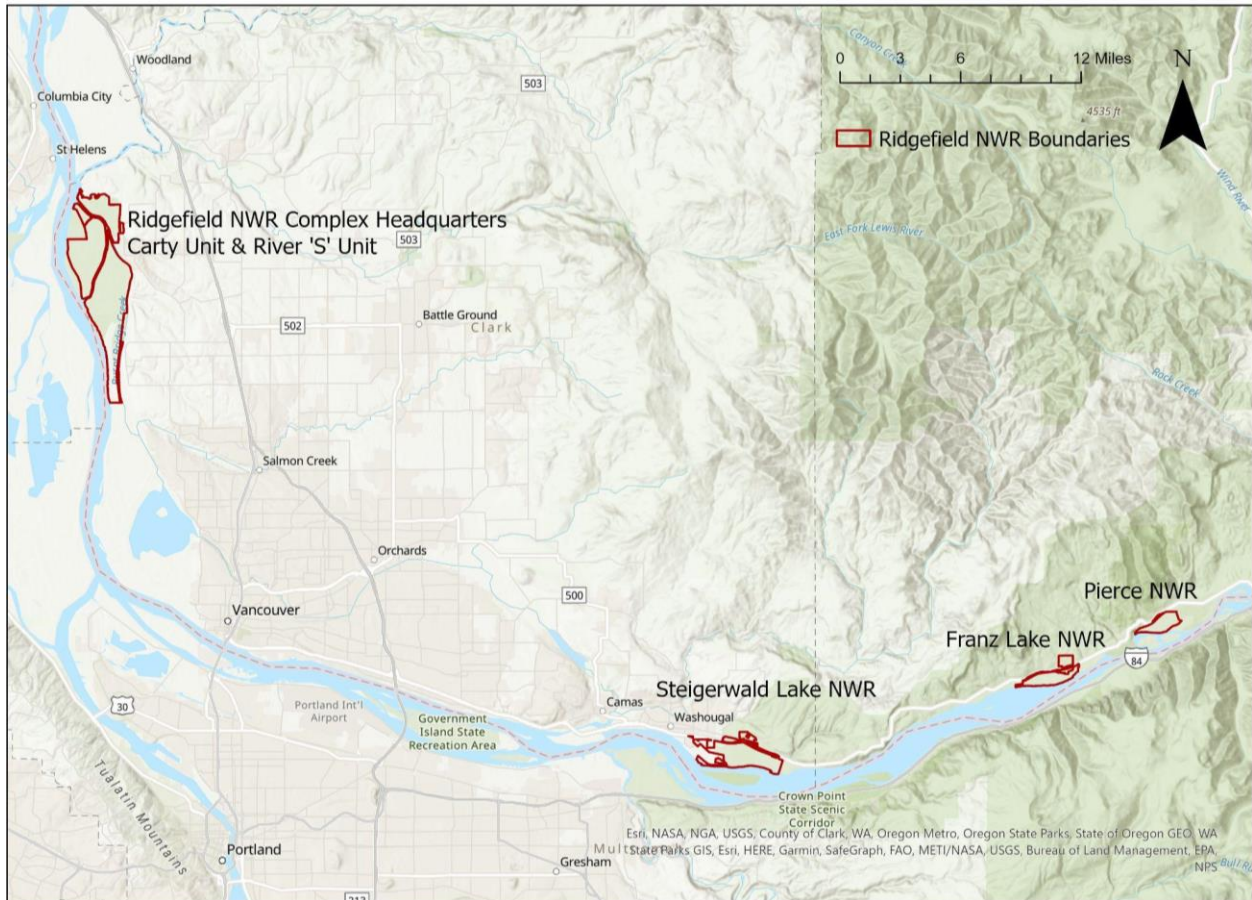 Woodland
Columbia City
St Helens
503
Canyon Creek
0 3 6 12 Miles
N
4535 ft
Ridgefield NWR Boundaries
Wind River
Ridgefield NWR Complex Headquarters
Carty Unit & River 'S' Unit
503
East Fork Lewis River
Battle Ground
Clark
502
Rock Creek
Salmon Creek
Orchards
500
Vancouver
Pierce NWR
Franz Lake NWR
84
Steigerwald Lake NWR
Camas
Washougal
30
Portland Int'l
Airport
Government
Island State
Recreation Area
Tualatin Mountains
Crown Point
State Scenic
Corridor
Portland
Gresham
Esri, NASA, NGA, USGS, County of Clark, WA, Oregon Metro, Oregon State Parks, State of Oregon GEO, WA
State Parks GIS, Esri, HERE, Garmin, SafeGraph, FAO, METI/NASA, USGS, Bureau of Land Management, EPA,
NPS